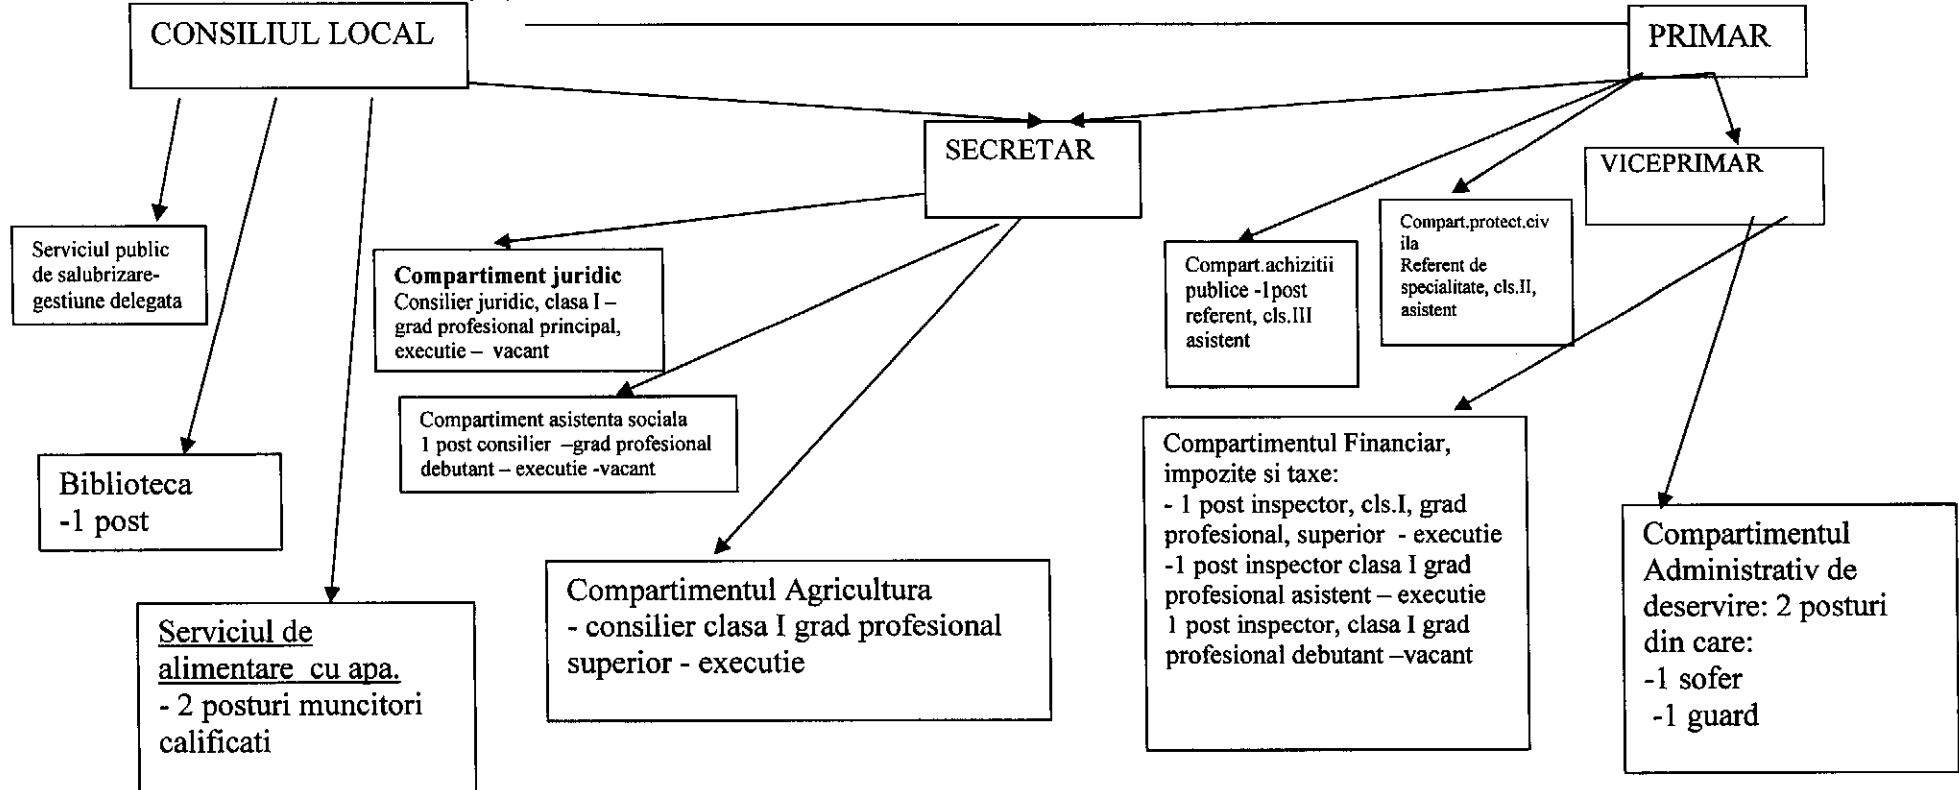 CONSILIUL LOCAL
PRIMAR
SECRETAR
VICEPRIMAR
Serviciul public
de salubrizare-
gestiune delegata
Compartiment juridic
Consilier juridic, clasa I –
grad profesional principal,
executie – vacant
Compart.achizitii
publice -1post
referent, cls.III
asistent
Compart.protect.civ
ila
Referent de
specialitate, cls.II,
asistent
Compartiment asistenta sociala
1 post consilier –grad profesional
debutant – executie -vacant
Biblioteca
-1 post
Compartimentul Financiar,
impozite si taxe:
- 1 post inspector, cls.I, grad
profesional, superior - executie
-1 post inspector clasa I grad
profesional asistent – executie
1 post inspector, clasa I grad
profesional debutant –vacant
Compartimentul
Administrativ de
deservire: 2 posturi
din care:
-1 sofer
-1 guard
Compartimentul Agricultura
- consilier clasa I grad profesional
superior - executie
Serviciul de
alimentare cu apa.
- 2 posturi muncitori
calificati